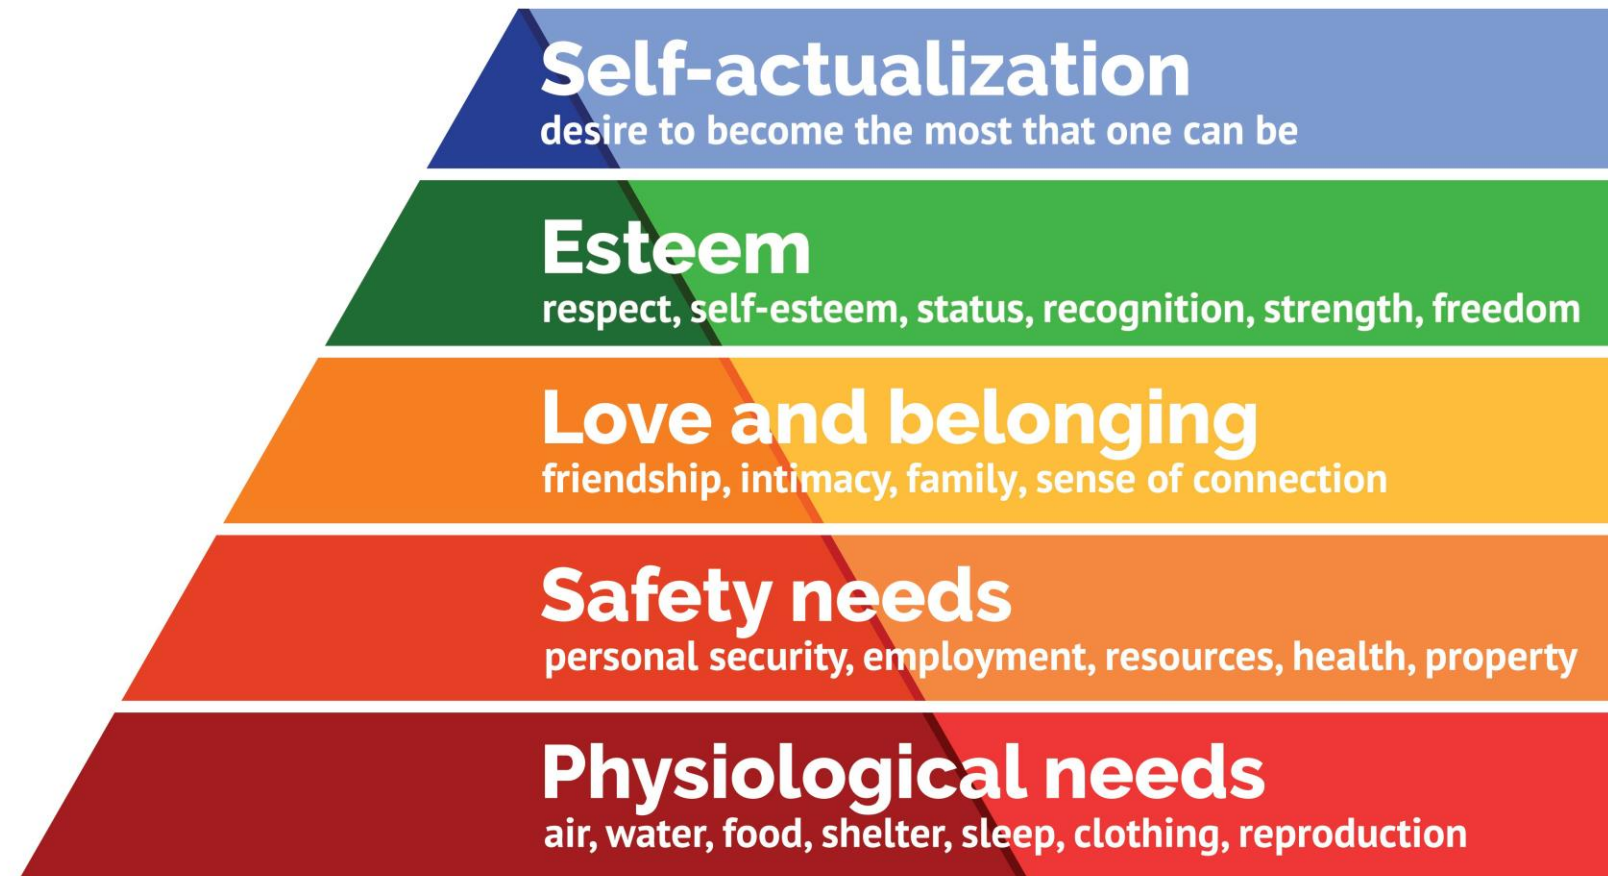 Self-actualization
desire to become the most that one can be
Esteem
respect, self-esteem, status, recognition, strength, freedom
Love and belonging
friendship, intimacy, family, sense of connection
Safety needs
personal security, employment, resources, health, property
Physiological needs
air, water, food, shelter, sleep, clothing, reproduction